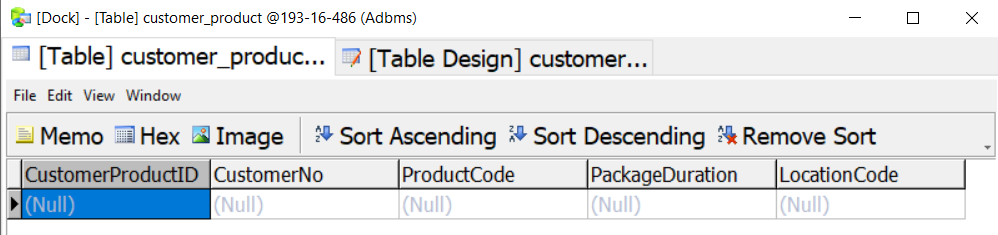 [Dock] - [Table] customer_product @193-16-486 (Adbms)
[Table] customer_produc... [Table Design] customer...
File Edit View Window
Memo Hex Image Sort Ascending Sort Descending Remove Sort
CustomerProductID CustomerNo ProductCode PackageDuration LocationCode
(Null) (Null) (Null) (Null) (Null)